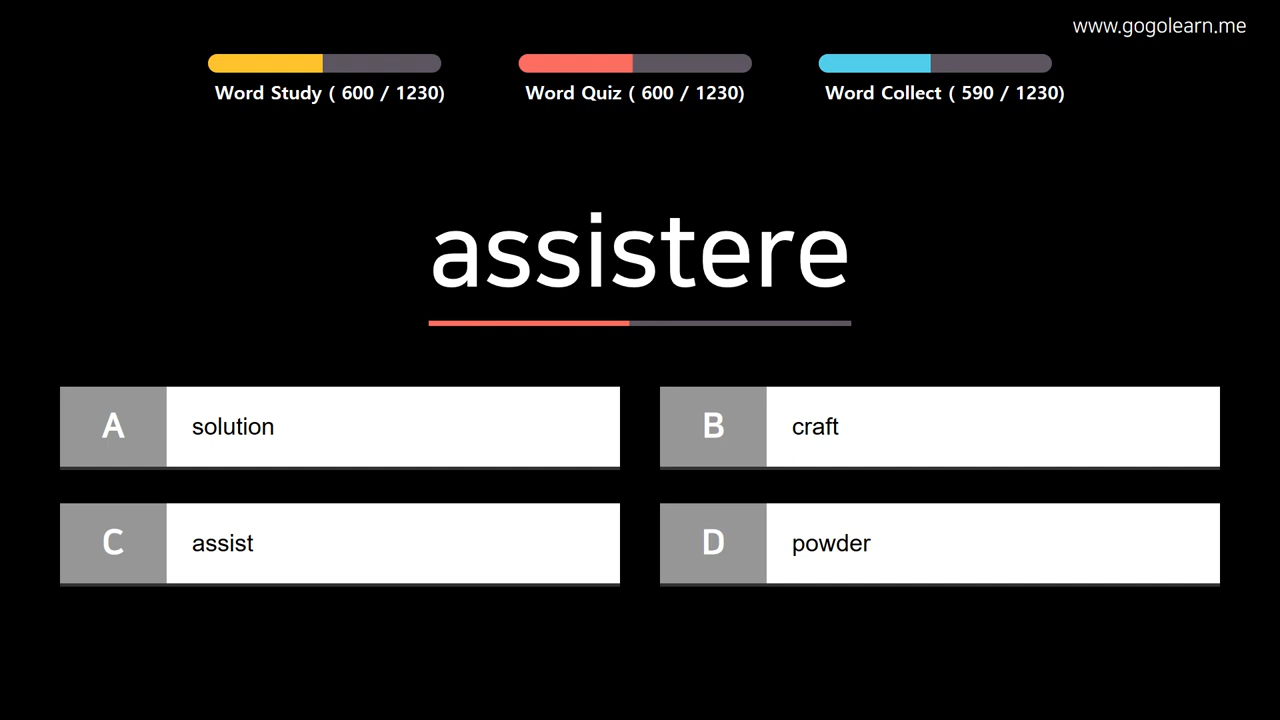 www.gogolearn.me
Word Study ( 600 / 1230)
Word Quiz ( 600 / 1230)
Word Collect ( 590 / 1230)
assistere
A solution
B craft
C assist
D powder